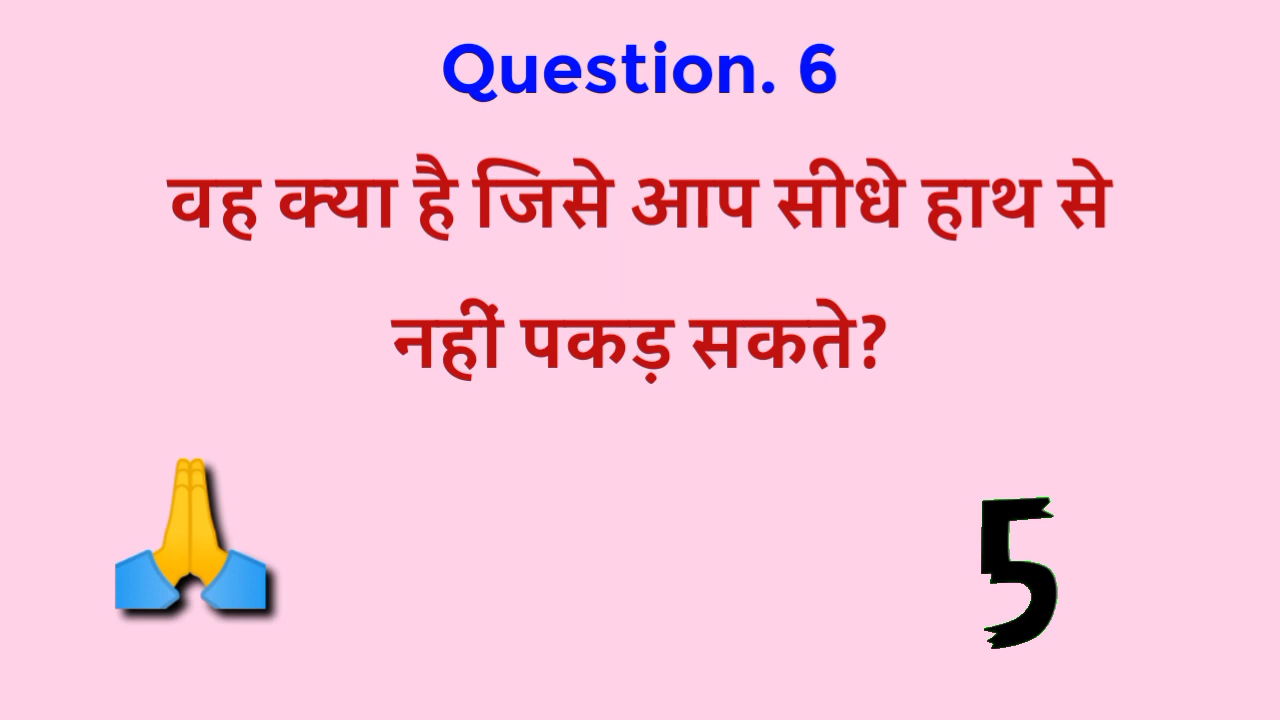 Question. 6
वह क्या है जिसे आप सीधे हाथ से
नहीं पकड़ सकते?
5